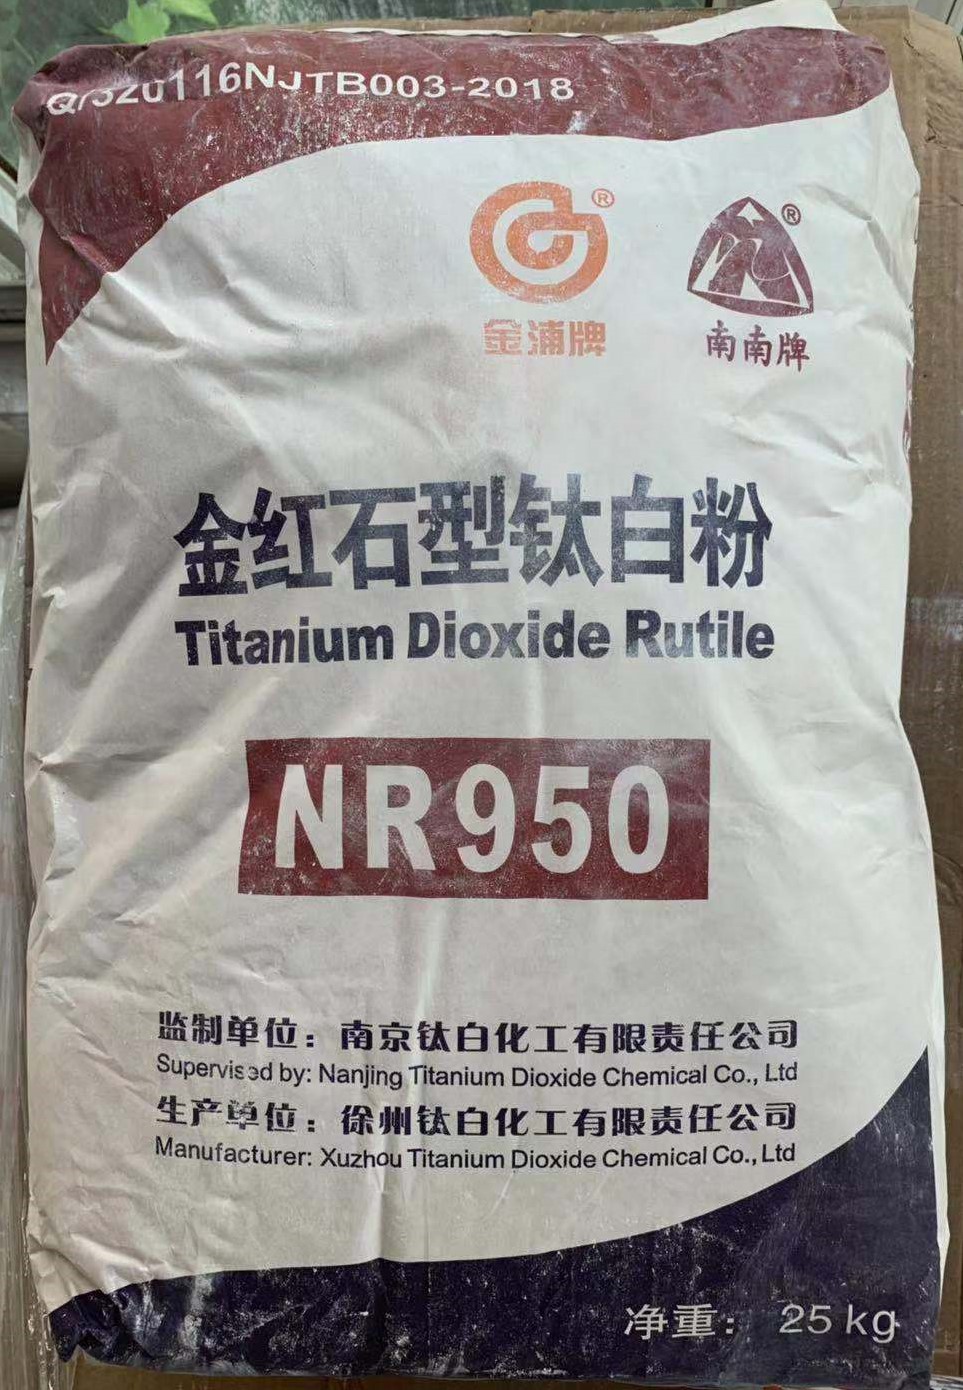 Q/320116NJTB003-2018
®
®
金浦牌
南南牌
金红石型钛白粉
Titanium Dioxide Rutile
NR950
监制单位：南京钛白化工有限责任公司
Supervised by: Nanjing Titanium Dioxide Chemical Co., Ltd
生产单位：徐州钛白化工有限责任公司
Manufacturer: Xuzhou Titanium Dioxide Chemical Co., Ltd
净重： 25 kg